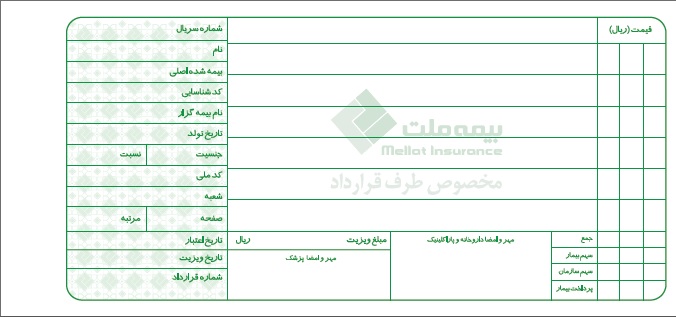 قیمت (ریال)
شماره سریال
نام
بیمه شده اصلی
کد شناسایی
نام بیمه گزار
تاریخ تولد
جنسیت
نسبت
کد ملی
شعبه
صفحه
مرتبه
تاریخ اعتبار
تاریخ ویزیت
شماره قرارداد
بیمه ملت
Mellat Insurance
مخصوص طرف قرارداد
مبلغ ویزیت
ریال
مهر و امضا پزشک
مهر و امضا داروخانه و پاراکلینیک
جمع
سهم بیمار
سهم سازمان
پرداخت بیمار